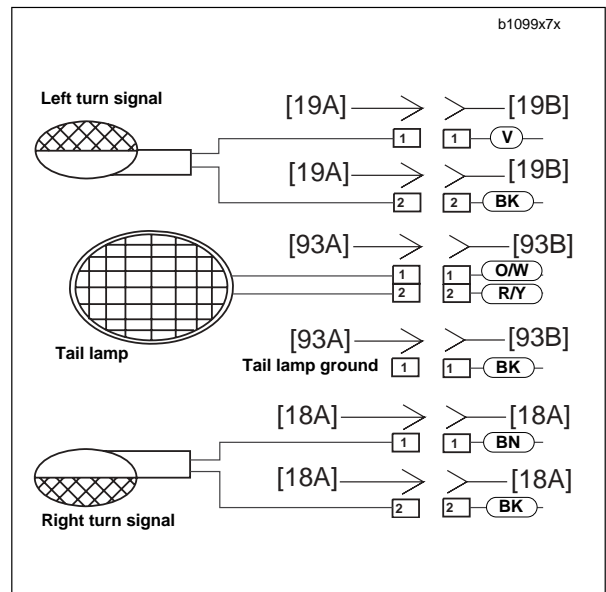 b1099x7x
Left turn signal
[19A] [19B]
1 1 V
[19A] [19B]
2 2 BK
[93A] [93B]
1 1 O/W
2 2 R/Y
Tail lamp
[93A] [93B]
Tail lamp ground 1 1 BK
[18A] [18A]
1 1 BN
[18A] [18A]
2 2 BK
Right turn signal